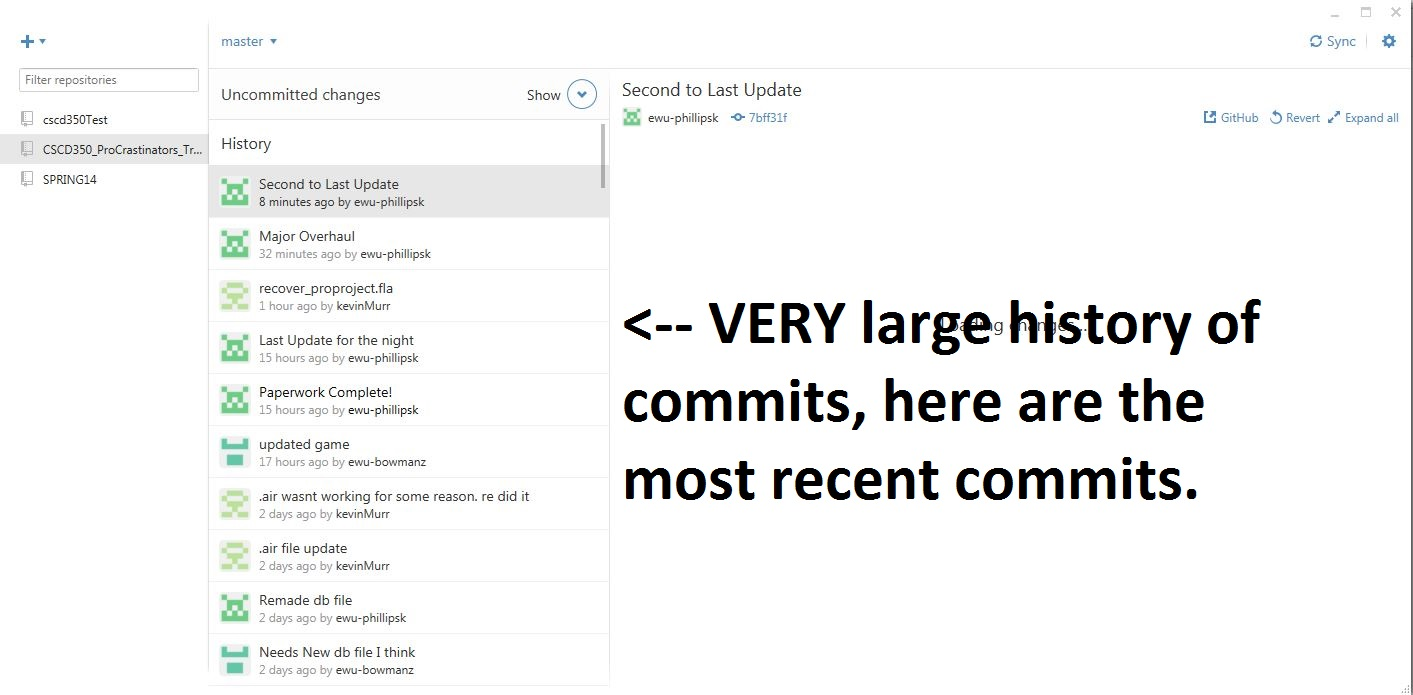 master
Sync
Filter repositories
cscd350Test
CSCD350_ProCrastinators_Tr...
SPRING14
Uncommitted changes
Show
History
Second to Last Update
8 minutes ago by ewu-phillipsk
Major Overhaul
32 minutes ago by ewu-phillipsk
recover_proproject.fla
1 hour ago by kevinMurr
Last Update for the night
15 hours ago by ewu-phillipsk
Paperwork Complete!
15 hours ago by ewu-phillipsk
updated game
17 hours ago by ewu-bowmanz
.air wasnt working for some reason. re did it
2 days ago by kevinMurr
.air file update
2 days ago by kevinMurr
Remade db file
2 days ago by ewu-phillipsk
Needs New db file I think
2 days ago by ewu-bowmanz
Second to Last Update
ewu-phillipsk 7bff31f
GitHub Revert Expand all
Loading changes...
<-- VERY large history of
commits, here are the
most recent commits.